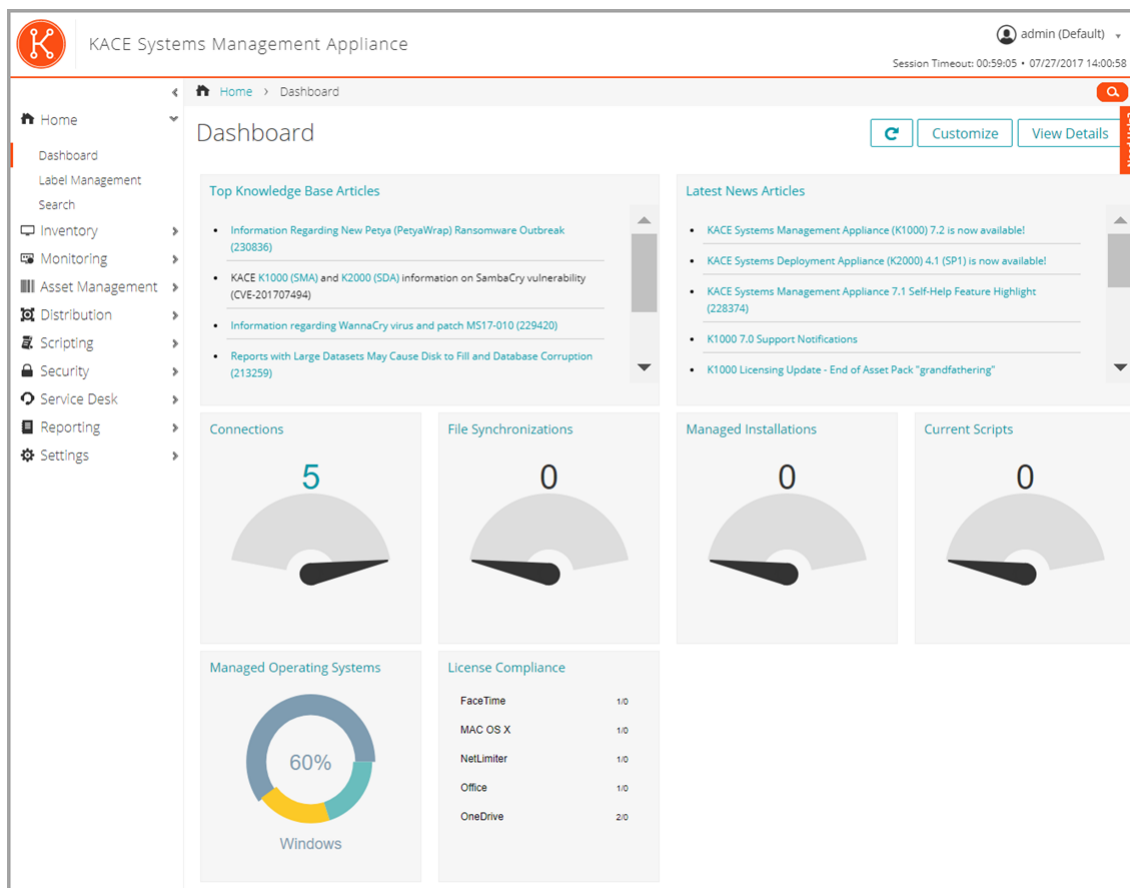 KACE Systems Management Appliance
admin (Default)
Session Timeout: 00:59:05 • 07/27/2017 14:00:58
Home > Dashboard
Home
Dashboard
Label Management
Search
Inventory
Monitoring
Asset Management
Distribution
Scripting
Security
Service Desk
Reporting
Settings
Dashboard
Customize
View Details
Top Knowledge Base Articles
Information Regarding New Petya (PetyaWrap) Ransomware Outbreak
(230836)
KACE K1000 (SMA) and K2000 (SDA) information on SambaCry vulnerability
(CVE-201707494)
Information regarding WannaCry virus and patch MS17-010 (229420)
Reports with Large Datasets May Cause Disk to Fill and Database Corruption
(213259)
Latest News Articles
KACE Systems Management Appliance (K1000) 7.2 is now available!
KACE Systems Deployment Appliance (K2000) 4.1 (SP1) is now available!
KACE Systems Management Appliance 7.1 Self-Help Feature Highlight
(228374)
K1000 7.0 Support Notifications
K1000 Licensing Update - End of Asset Pack "grandfathering"
Connections
5
File Synchronizations
0
Managed Installations
0
Current Scripts
0
Managed Operating Systems
60%
Windows
License Compliance
FaceTime 1/0
MAC OS X 1/0
NetLimiter 1/0
Office 1/0
OneDrive 2/0